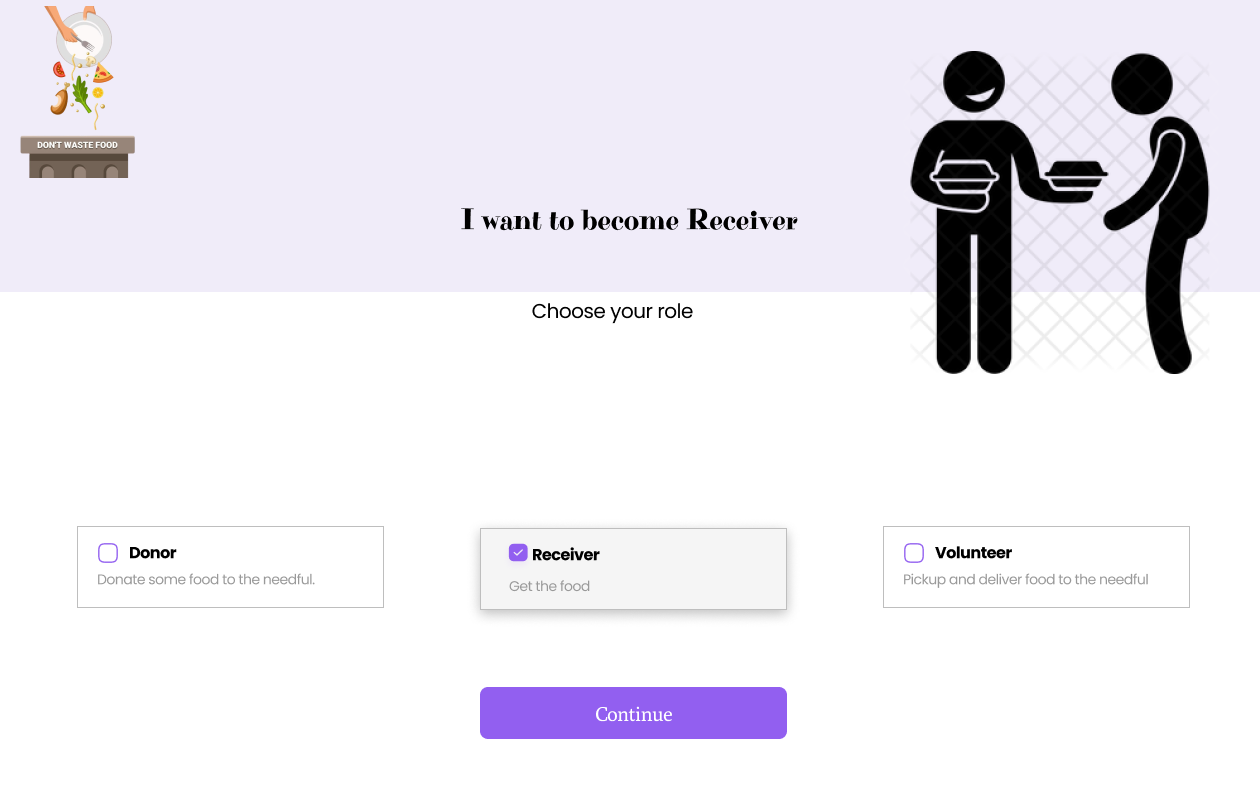 DON'T WASTE FOOD
I want to become Receiver
Choose your role
Donor
Donate some food to the needful.
Receiver
Get the food
Volunteer
Pickup and deliver food to the needful
Continue